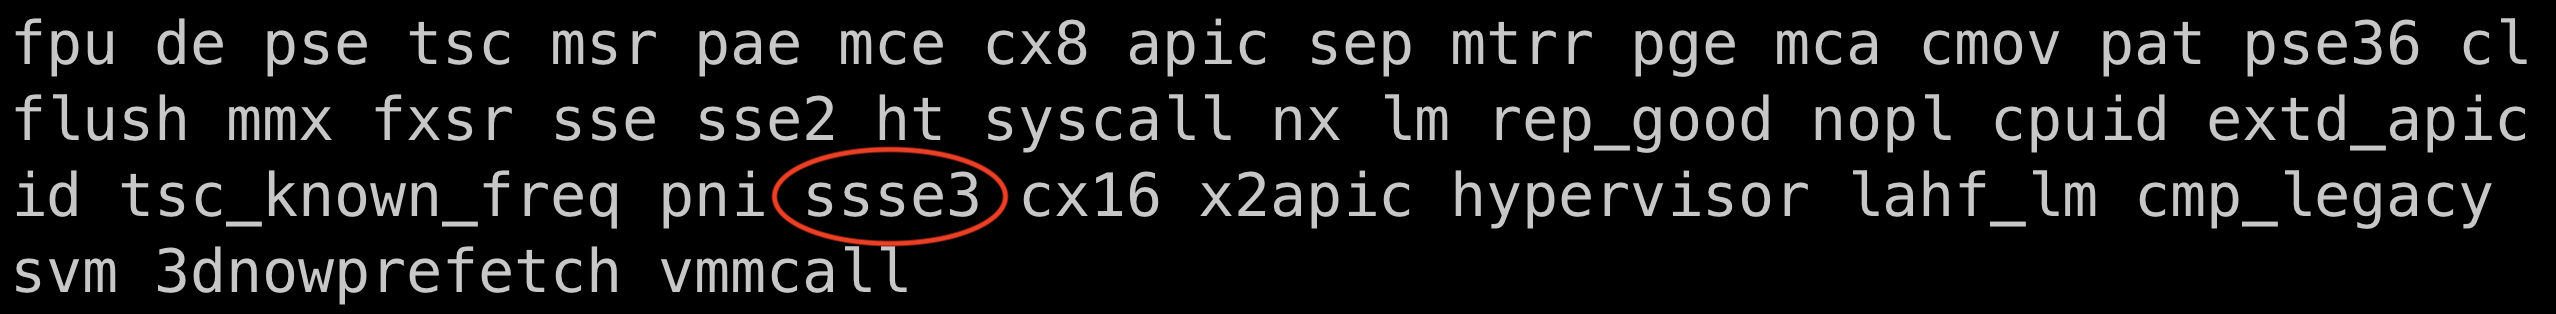 fpu de pse tsc msr pae mce cx8 apic sep mtrr pge mca cmov pat pse36 cl
flush mmx fxsr sse sse2 ht syscall nx lm rep_good nopl cpuid extd_apic
id tsc_known_freq pni ssse3 cx16 x2apic hypervisor lahf_lm cmp_legacy
svm 3dnowprefetch vmmcall